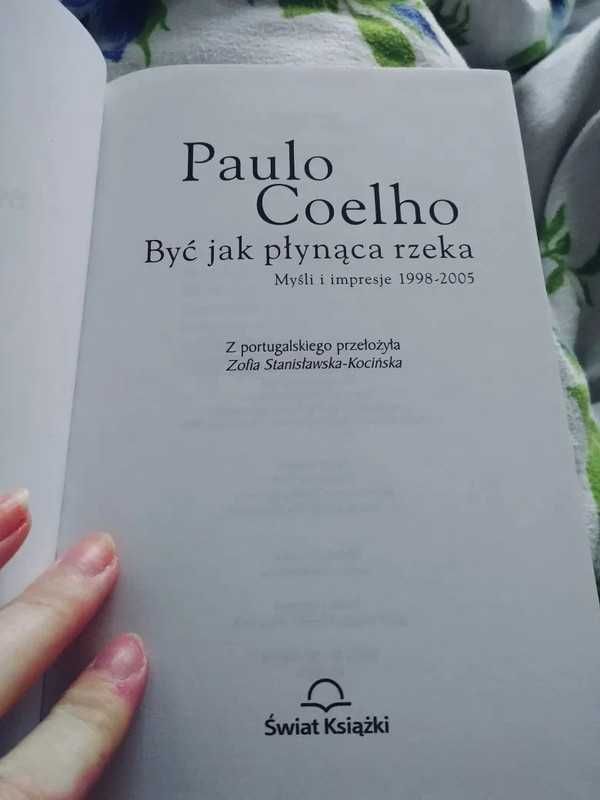 Paulo
Coelho
Być jak płynąca rzeka
Myśli i impresje 1998-2005
Z portugalskiego przełożyła
Zofia Stanisławska-Kocińska
Świat Książki